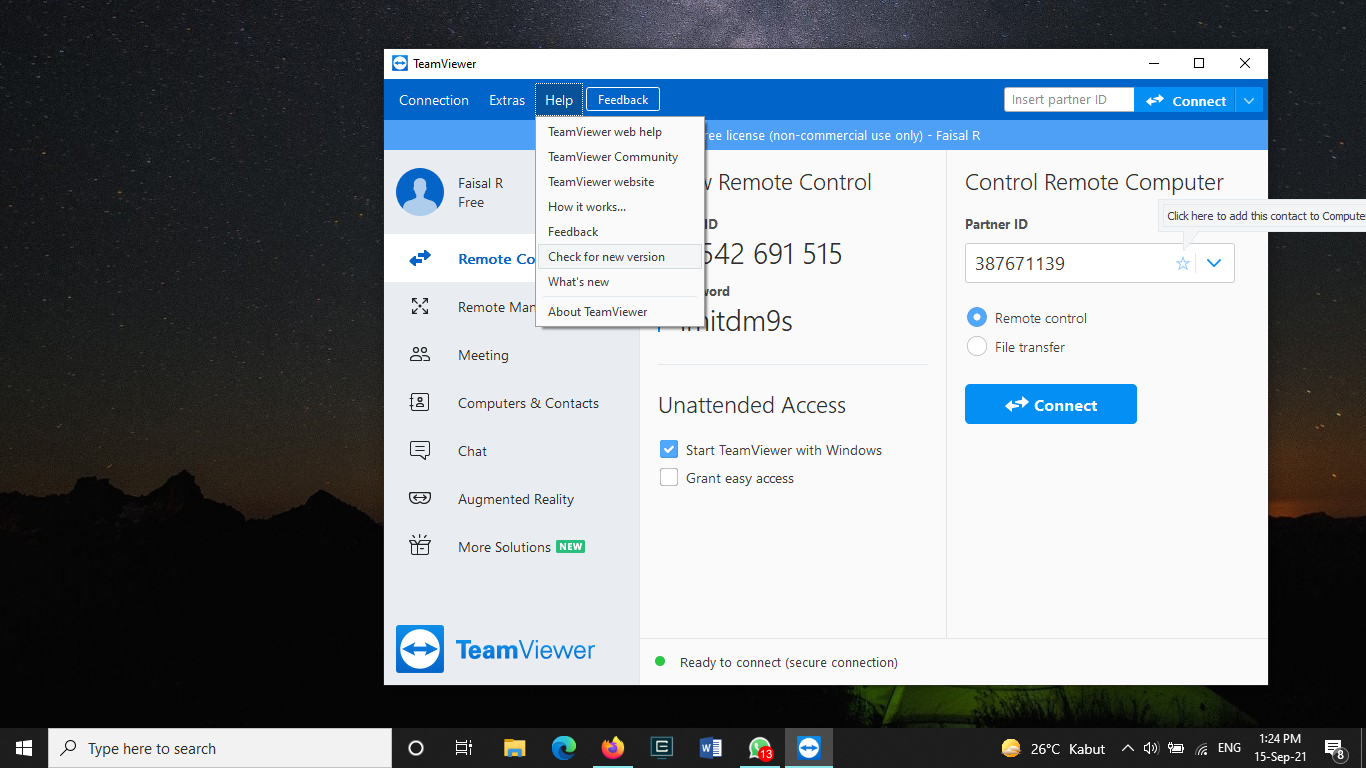 TeamViewer
Connection Extras Help Feedback Insert partner ID Connect
ree license (non-commercial use only) - Faisal R
TeamViewer web help
TeamViewer Community
TeamViewer website
How it works...
Feedback
Check for new version
What's new
About TeamViewer
Faisal R
Free
Remote Co
Remote Man
Meeting
Computers & Contacts
Chat
Augmented Reality
More Solutions NEW
TeamViewer
Remote Control
ID
542 691 515
word
mitdm9s
Unattended Access
Start TeamViewer with Windows
Grant easy access
Control Remote Computer
Click here to add this contact to Compute
Partner ID
387671139
Remote control
File transfer
Connect
Ready to connect (secure connection)
Type here to search
13
26°C Kabut
ENG
1:24 PM
15-Sep-21
8